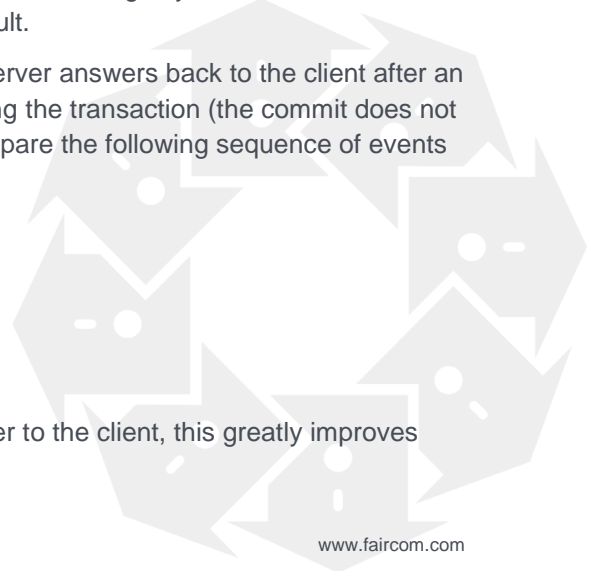 ult.
erver answers back to the client after an
ng the transaction (the commit does not
pare the following sequence of events
er to the client, this greatly improves
www.faircom.com